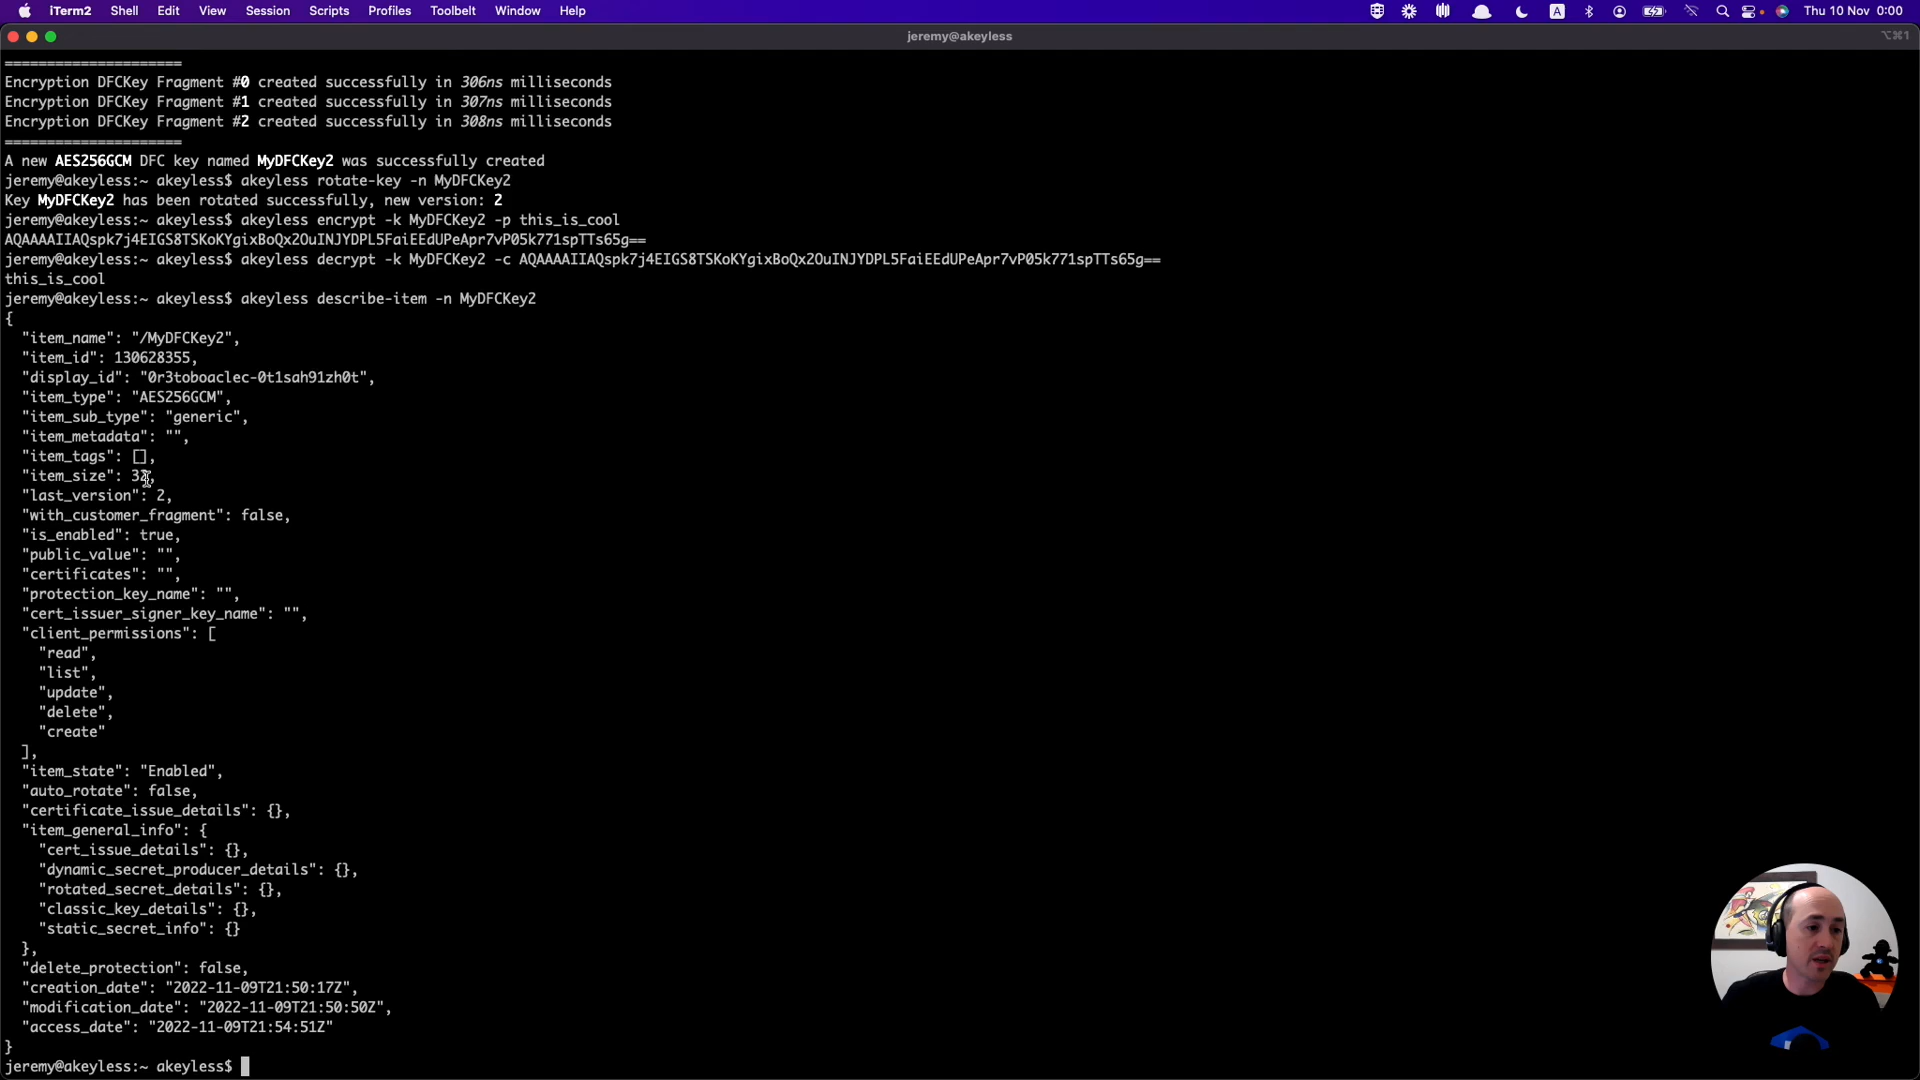 iTerm2 Shell Edit View Session Scripts Profiles Toolbelt Window Help A Thu 10 Nov 0:00
jeremy@akeyless ⌥⌘1
=====================
Encryption DFCKey Fragment #0 created successfully in 306ns milliseconds
Encryption DFCKey Fragment #1 created successfully in 307ns milliseconds
Encryption DFCKey Fragment #2 created successfully in 308ns milliseconds
=====================
A new AES256GCM DFC key named MyDFCKey2 was successfully created
jeremy@akeyless:~ akeyless$ akeyless rotate-key -n MyDFCKey2
Key MyDFCKey2 has been rotated successfully, new version: 2
jeremy@akeyless:~ akeyless$ akeyless encrypt -k MyDFCKey2 -p this_is_cool
AQAAAAIIAQspk7j4EIGS8TSKoKYgixBoQx2OuINJYDPL5FaiEEdUPeApr7vP05k771spTTs65g==
jeremy@akeyless:~ akeyless$ akeyless decrypt -k MyDFCKey2 -c AQAAAAIIAQspk7j4EIGS8TSKoKYgixBoQx2OuINJYDPL5FaiEEdUPeApr7vP05k771spTTs65g==
this_is_cool
jeremy@akeyless:~ akeyless$ akeyless describe-item -n MyDFCKey2
{
"item_name": "/MyDFCKey2",
"item_id": 130628355,
"display_id": "0r3toboaclec-0t1sah91zh0t",
"item_type": "AES256GCM",
"item_sub_type": "generic",
"item_metadata": "",
"item_tags": [],
"item_size": 32,
"last_version": 2,
"with_customer_fragment": false,
"is_enabled": true,
"public_value": "",
"certificates": "",
"protection_key_name": "",
"cert_issuer_signer_key_name": "",
"client_permissions": [
"read",
"list",
"update",
"delete",
"create"
],
"item_state": "Enabled",
"auto_rotate": false,
"certificate_issue_details": {},
"item_general_info": {
"cert_issue_details": {},
"dynamic_secret_producer_details": {},
"rotated_secret_details": {},
"classic_key_details": {},
"static_secret_info": {}
},
"delete_protection": false,
"creation_date": "2022-11-09T21:50:17Z",
"modification_date": "2022-11-09T21:50:50Z",
"access_date": "2022-11-09T21:54:51Z"
}
jeremy@akeyless:~ akeyless$